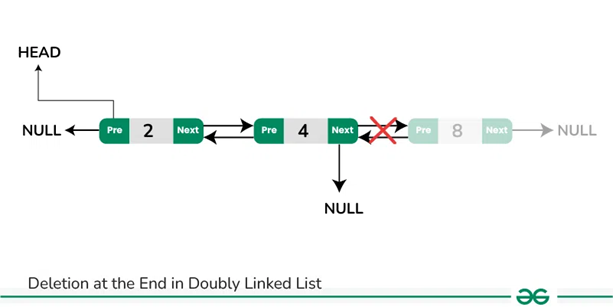 HEAD
NULL Pre 2 Next Pre 4 Next Pre 8 Next NULL
NULL
Deletion at the End in Doubly Linked List